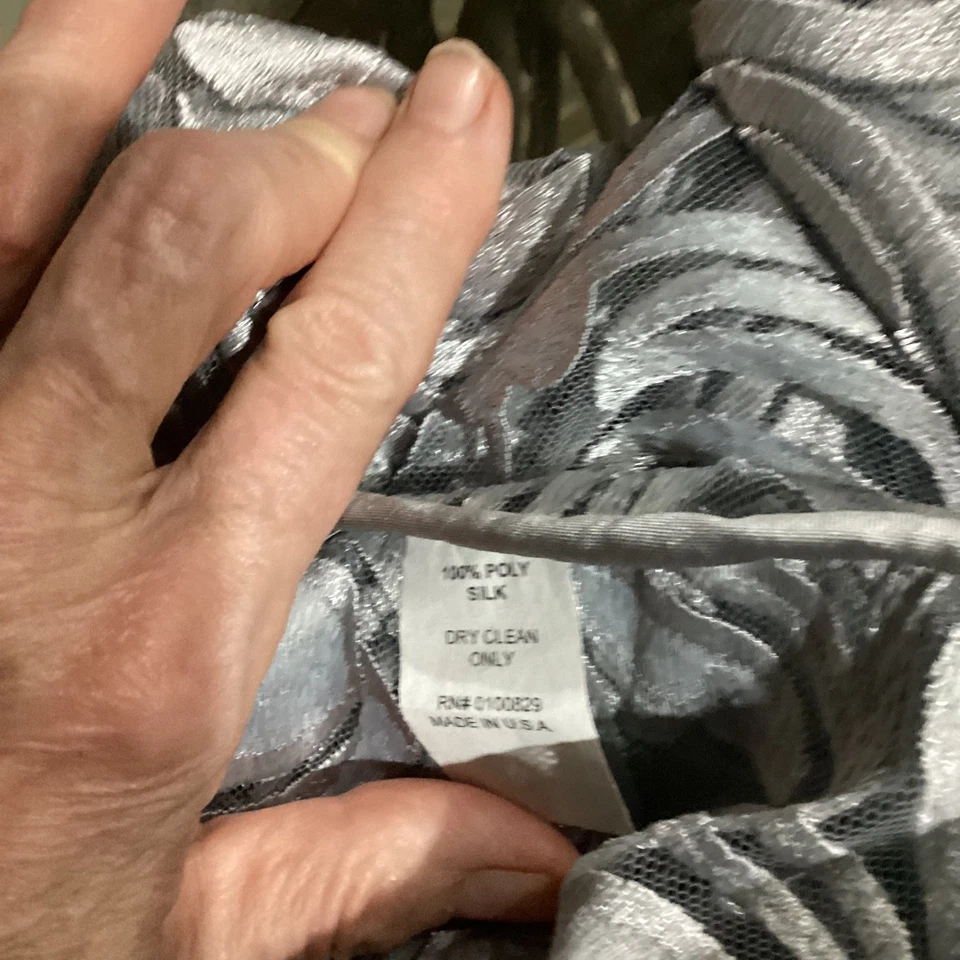 100% POLY
SILK
DRY CLEAN
ONLY
RN# 0100829
MADE IN U.S.A.